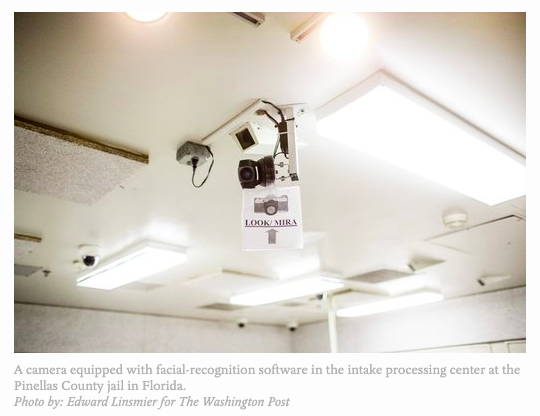 LOOK/ MIRA
A camera equipped with facial-recognition software in the intake processing center at the
Pinellas County jail in Florida.
Photo by: Edward Linsmier for The Washington Post